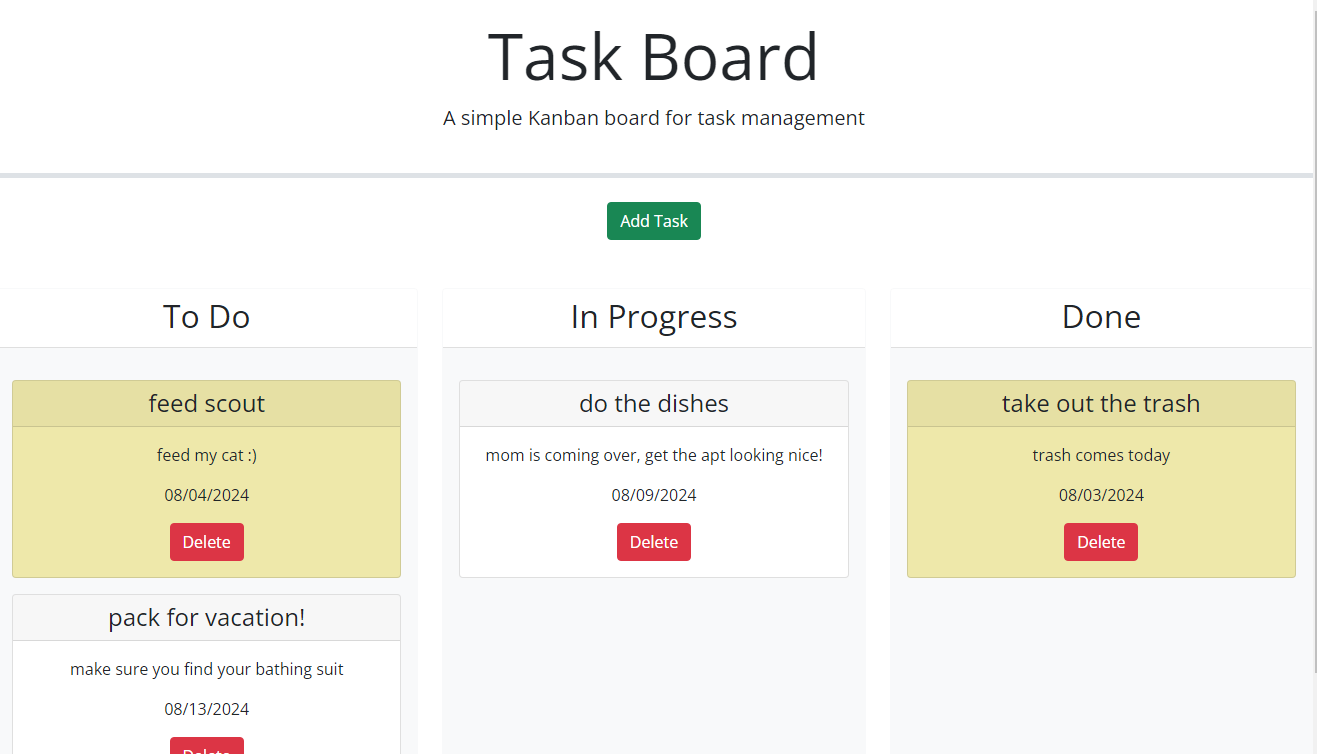 Task Board
A simple Kanban board for task management
Add Task
To Do
feed scout
feed my cat :)
08/04/2024
Delete
pack for vacation!
make sure you find your bathing suit
08/13/2024
Delete
In Progress
do the dishes
mom is coming over, get the apt looking nice!
08/09/2024
Delete
Done
take out the trash
trash comes today
08/03/2024
Delete